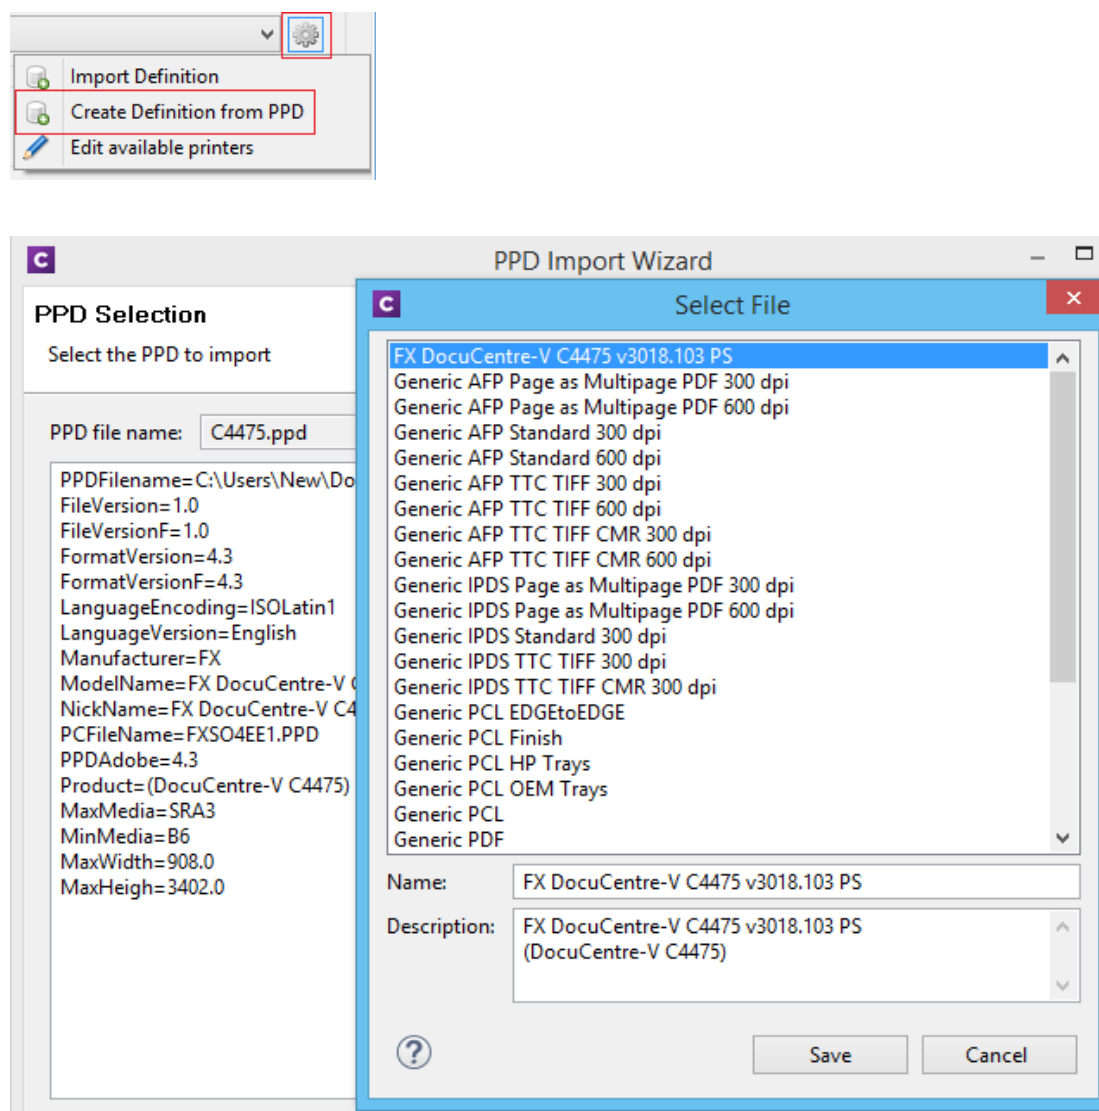 Import Definition
Create Definition from PPD
Edit available printers
C
PPD Import Wizard
PPD Selection
Select the PPD to import
PPD file name: C4475.ppd
PPDFilename=C:\Users\New\Do
FileVersion=1.0
FileVersionF=1.0
FormatVersion=4.3
FormatVersionF=4.3
LanguageEncoding=ISOLatin1
LanguageVersion=English
Manufacturer=FX
ModelName=FX DocuCentre-V C
NickName=FX DocuCentre-V C4
PCFileName=FXSO4EE1.PPD
PPDAdobe=4.3
Product=(DocuCentre-V C4475)
MaxMedia=SRA3
MinMedia=B6
MaxWidth=908.0
MaxHeigh=3402.0
C
Select File
FX DocuCentre-V C4475 v3018.103 PS
Generic AFP Page as Multipage PDF 300 dpi
Generic AFP Page as Multipage PDF 600 dpi
Generic AFP Standard 300 dpi
Generic AFP Standard 600 dpi
Generic AFP TTC TIFF 300 dpi
Generic AFP TTC TIFF 600 dpi
Generic AFP TTC TIFF CMR 300 dpi
Generic AFP TTC TIFF CMR 600 dpi
Generic IPDS Page as Multipage PDF 300 dpi
Generic IPDS Page as Multipage PDF 600 dpi
Generic IPDS Standard 300 dpi
Generic IPDS TTC TIFF 300 dpi
Generic IPDS TTC TIFF CMR 300 dpi
Generic PCL EDGEtoEDGE
Generic PCL Finish
Generic PCL HP Trays
Generic PCL OEM Trays
Generic PCL
Generic PDF
Name: FX DocuCentre-V C4475 v3018.103 PS
Description: FX DocuCentre-V C4475 v3018.103 PS
(DocuCentre-V C4475)
?
Save Cancel